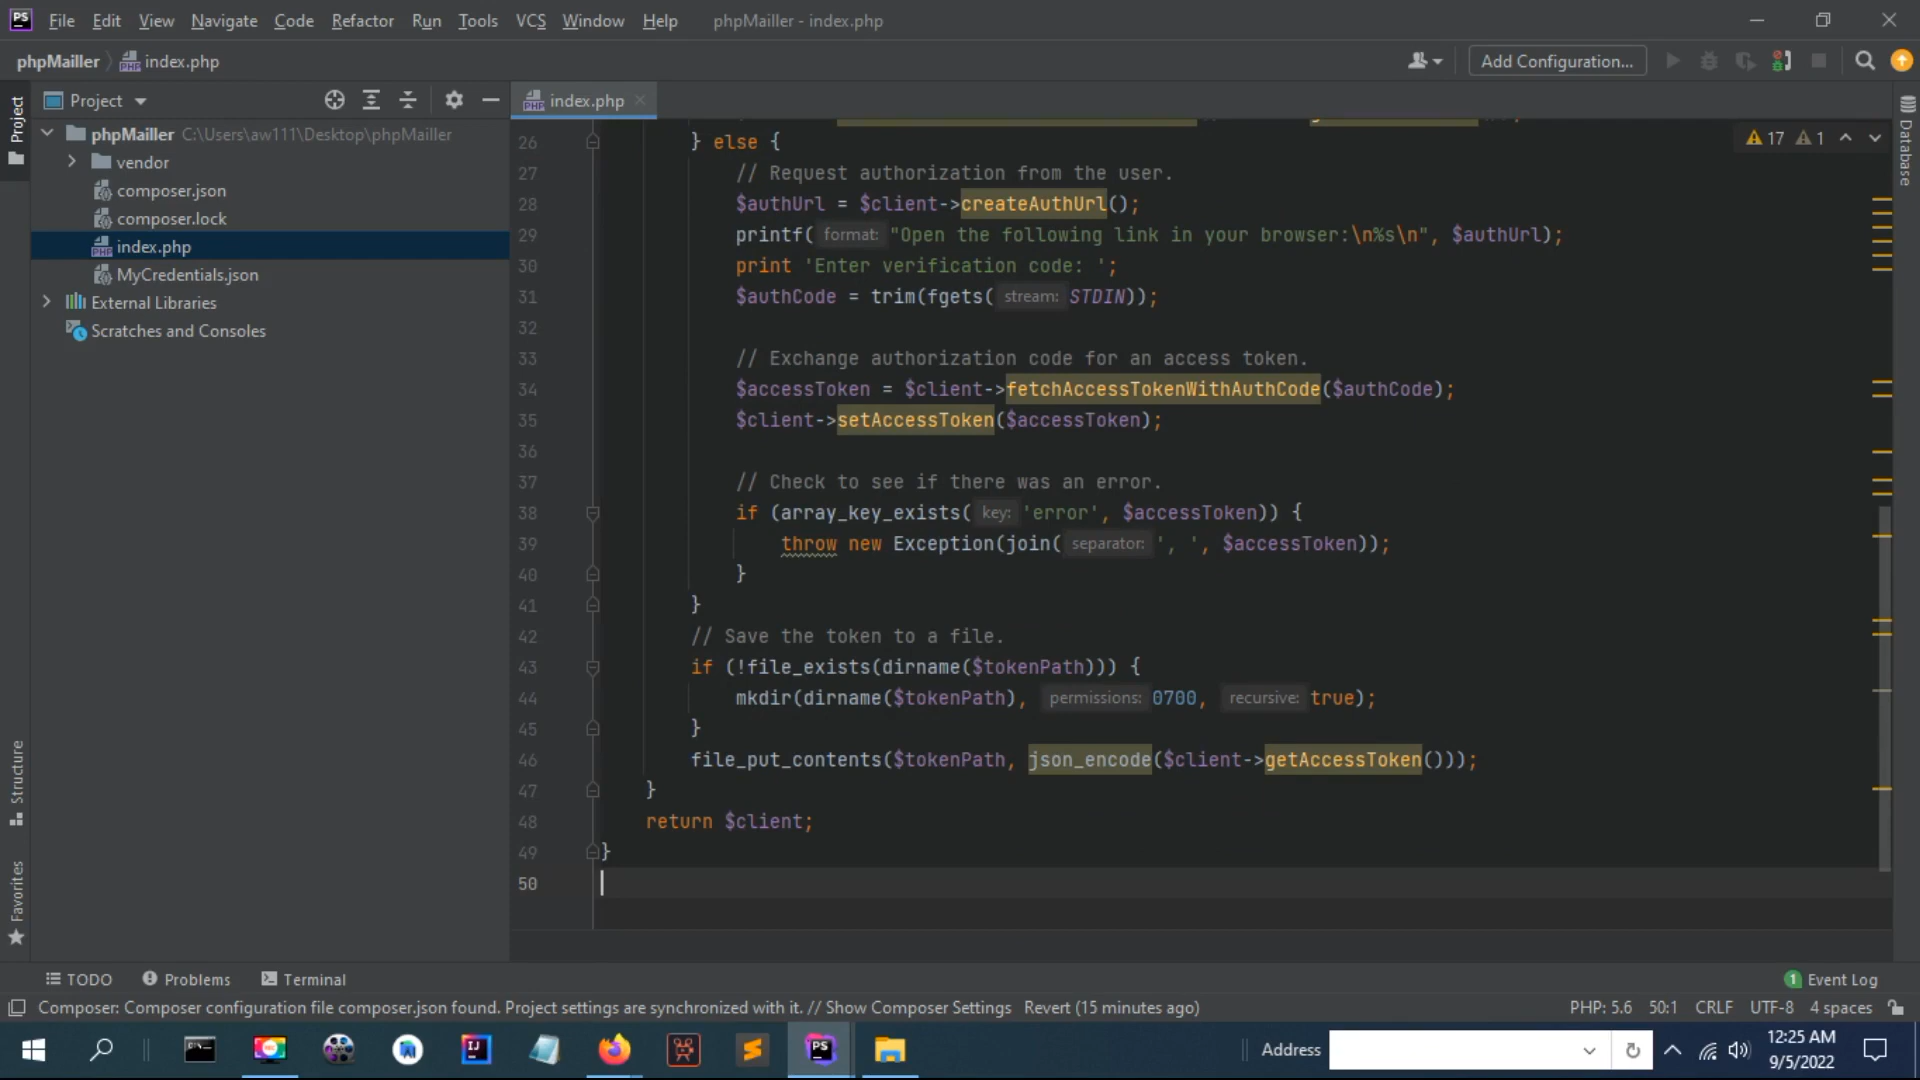 PS File Edit View Navigate Code Refactor Run Tools VCS Window Help phpMailler - index.php
phpMailler index.php Add Configuration...
Project
Project
phpMailler C:\Users\aw111\Desktop\phpMailler
vendor
composer.json
composer.lock
index.php
MyCredentials.json
External Libraries
Scratches and Consoles
Structure
Favorites
index.php
17 1
Database
26 } else {
27 // Request authorization from the user.
28 $authUrl = $client->createAuthUrl();
29 printf( format: "Open the following link in your browser:\n%s\n", $authUrl);
30 print 'Enter verification code: ';
31 $authCode = trim(fgets( stream: STDIN));
32
33 // Exchange authorization code for an access token.
34 $accessToken = $client->fetchAccessTokenWithAuthCode($authCode);
35 $client->setAccessToken($accessToken);
36
37 // Check to see if there was an error.
38 if (array_key_exists( key: 'error', $accessToken)) {
39 throw new Exception(join( separator: ', ', $accessToken));
40 }
41 }
42 // Save the token to a file.
43 if (!file_exists(dirname($tokenPath))) {
44 mkdir(dirname($tokenPath), permissions: 0700, recursive: true);
45 }
46 file_put_contents($tokenPath, json_encode($client->getAccessToken()));
47 }
48 return $client;
49 }
50
TODO Problems Terminal 1 Event Log
Composer: Composer configuration file composer.json found. Project settings are synchronized with it. // Show Composer Settings Revert (15 minutes ago) PHP: 5.6 50:1 CRLF UTF-8 4 spaces
Address
12:25 AM
9/5/2022